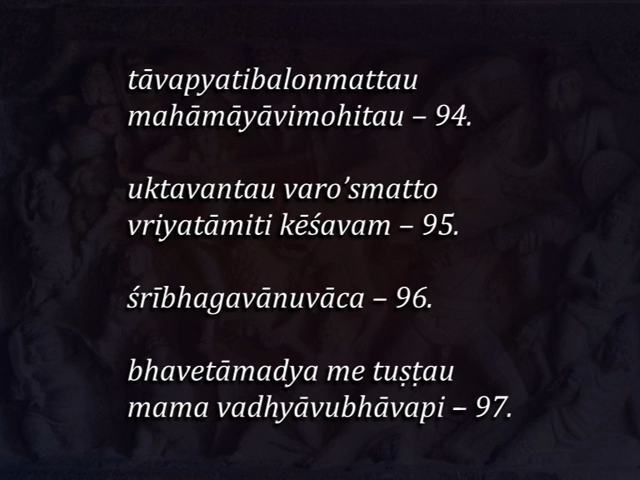 tāvapyatibalonmattau
mahāmāyāvimohitau – 94.
uktavantau varo’smatto
vriyatāmiti kēśavam – 95.
śrībhagavānuvāca – 96.
bhavetāmadya me tuṣṭau
mama vadhyāvubhāvapi – 97.